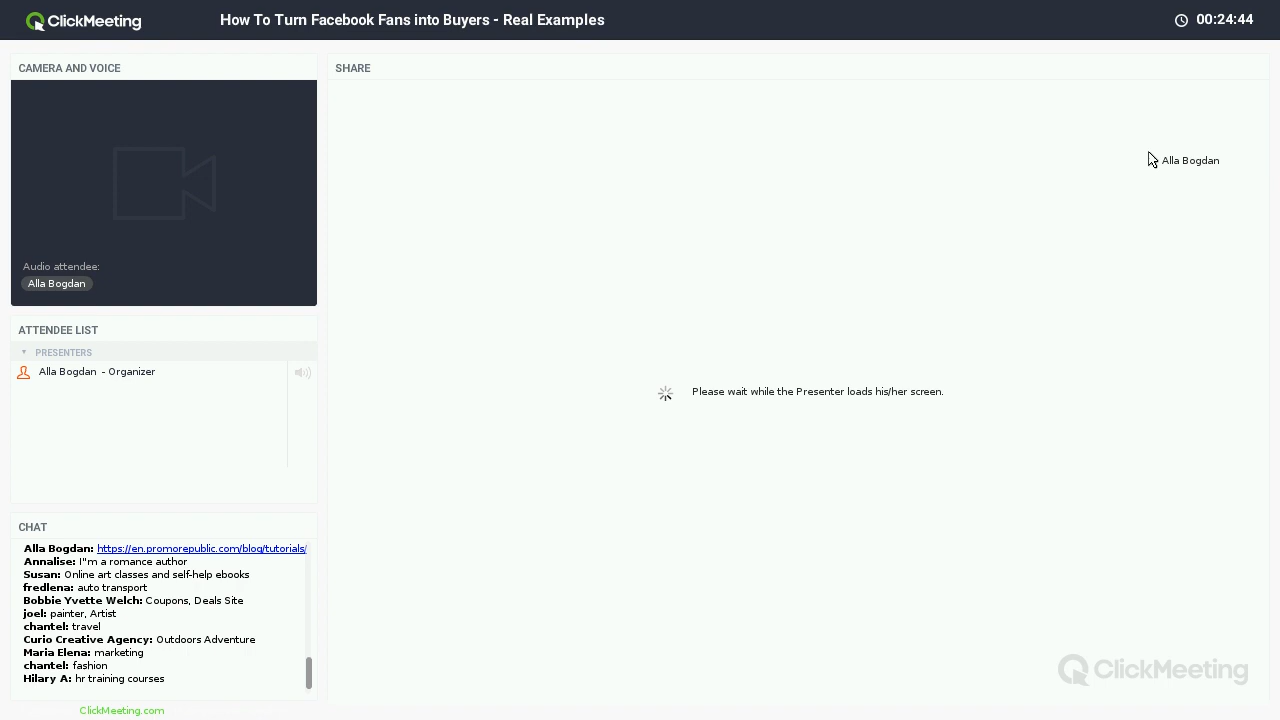 ClickMeeting
How To Turn Facebook Fans into Buyers - Real Examples
00:24:44
CAMERA AND VOICE
Audio attendee:
Alla Bogdan
ATTENDEE LIST
PRESENTERS
Alla Bogdan - Organizer
CHAT
Alla Bogdan: https://en.promorepublic.com/blog/tutorials/
Annalise: I"m a romance author
Susan: Online art classes and self-help ebooks
fredlena: auto transport
Bobbie Yvette Welch: Coupons, Deals Site
joel: painter, Artist
chantel: travel
Curio Creative Agency: Outdoors Adventure
Maria Elena: marketing
chantel: fashion
Hilary A: hr training courses
ClickMeeting.com
SHARE
Alla Bogdan
Please wait while the Presenter loads his/her screen.
ClickMeeting